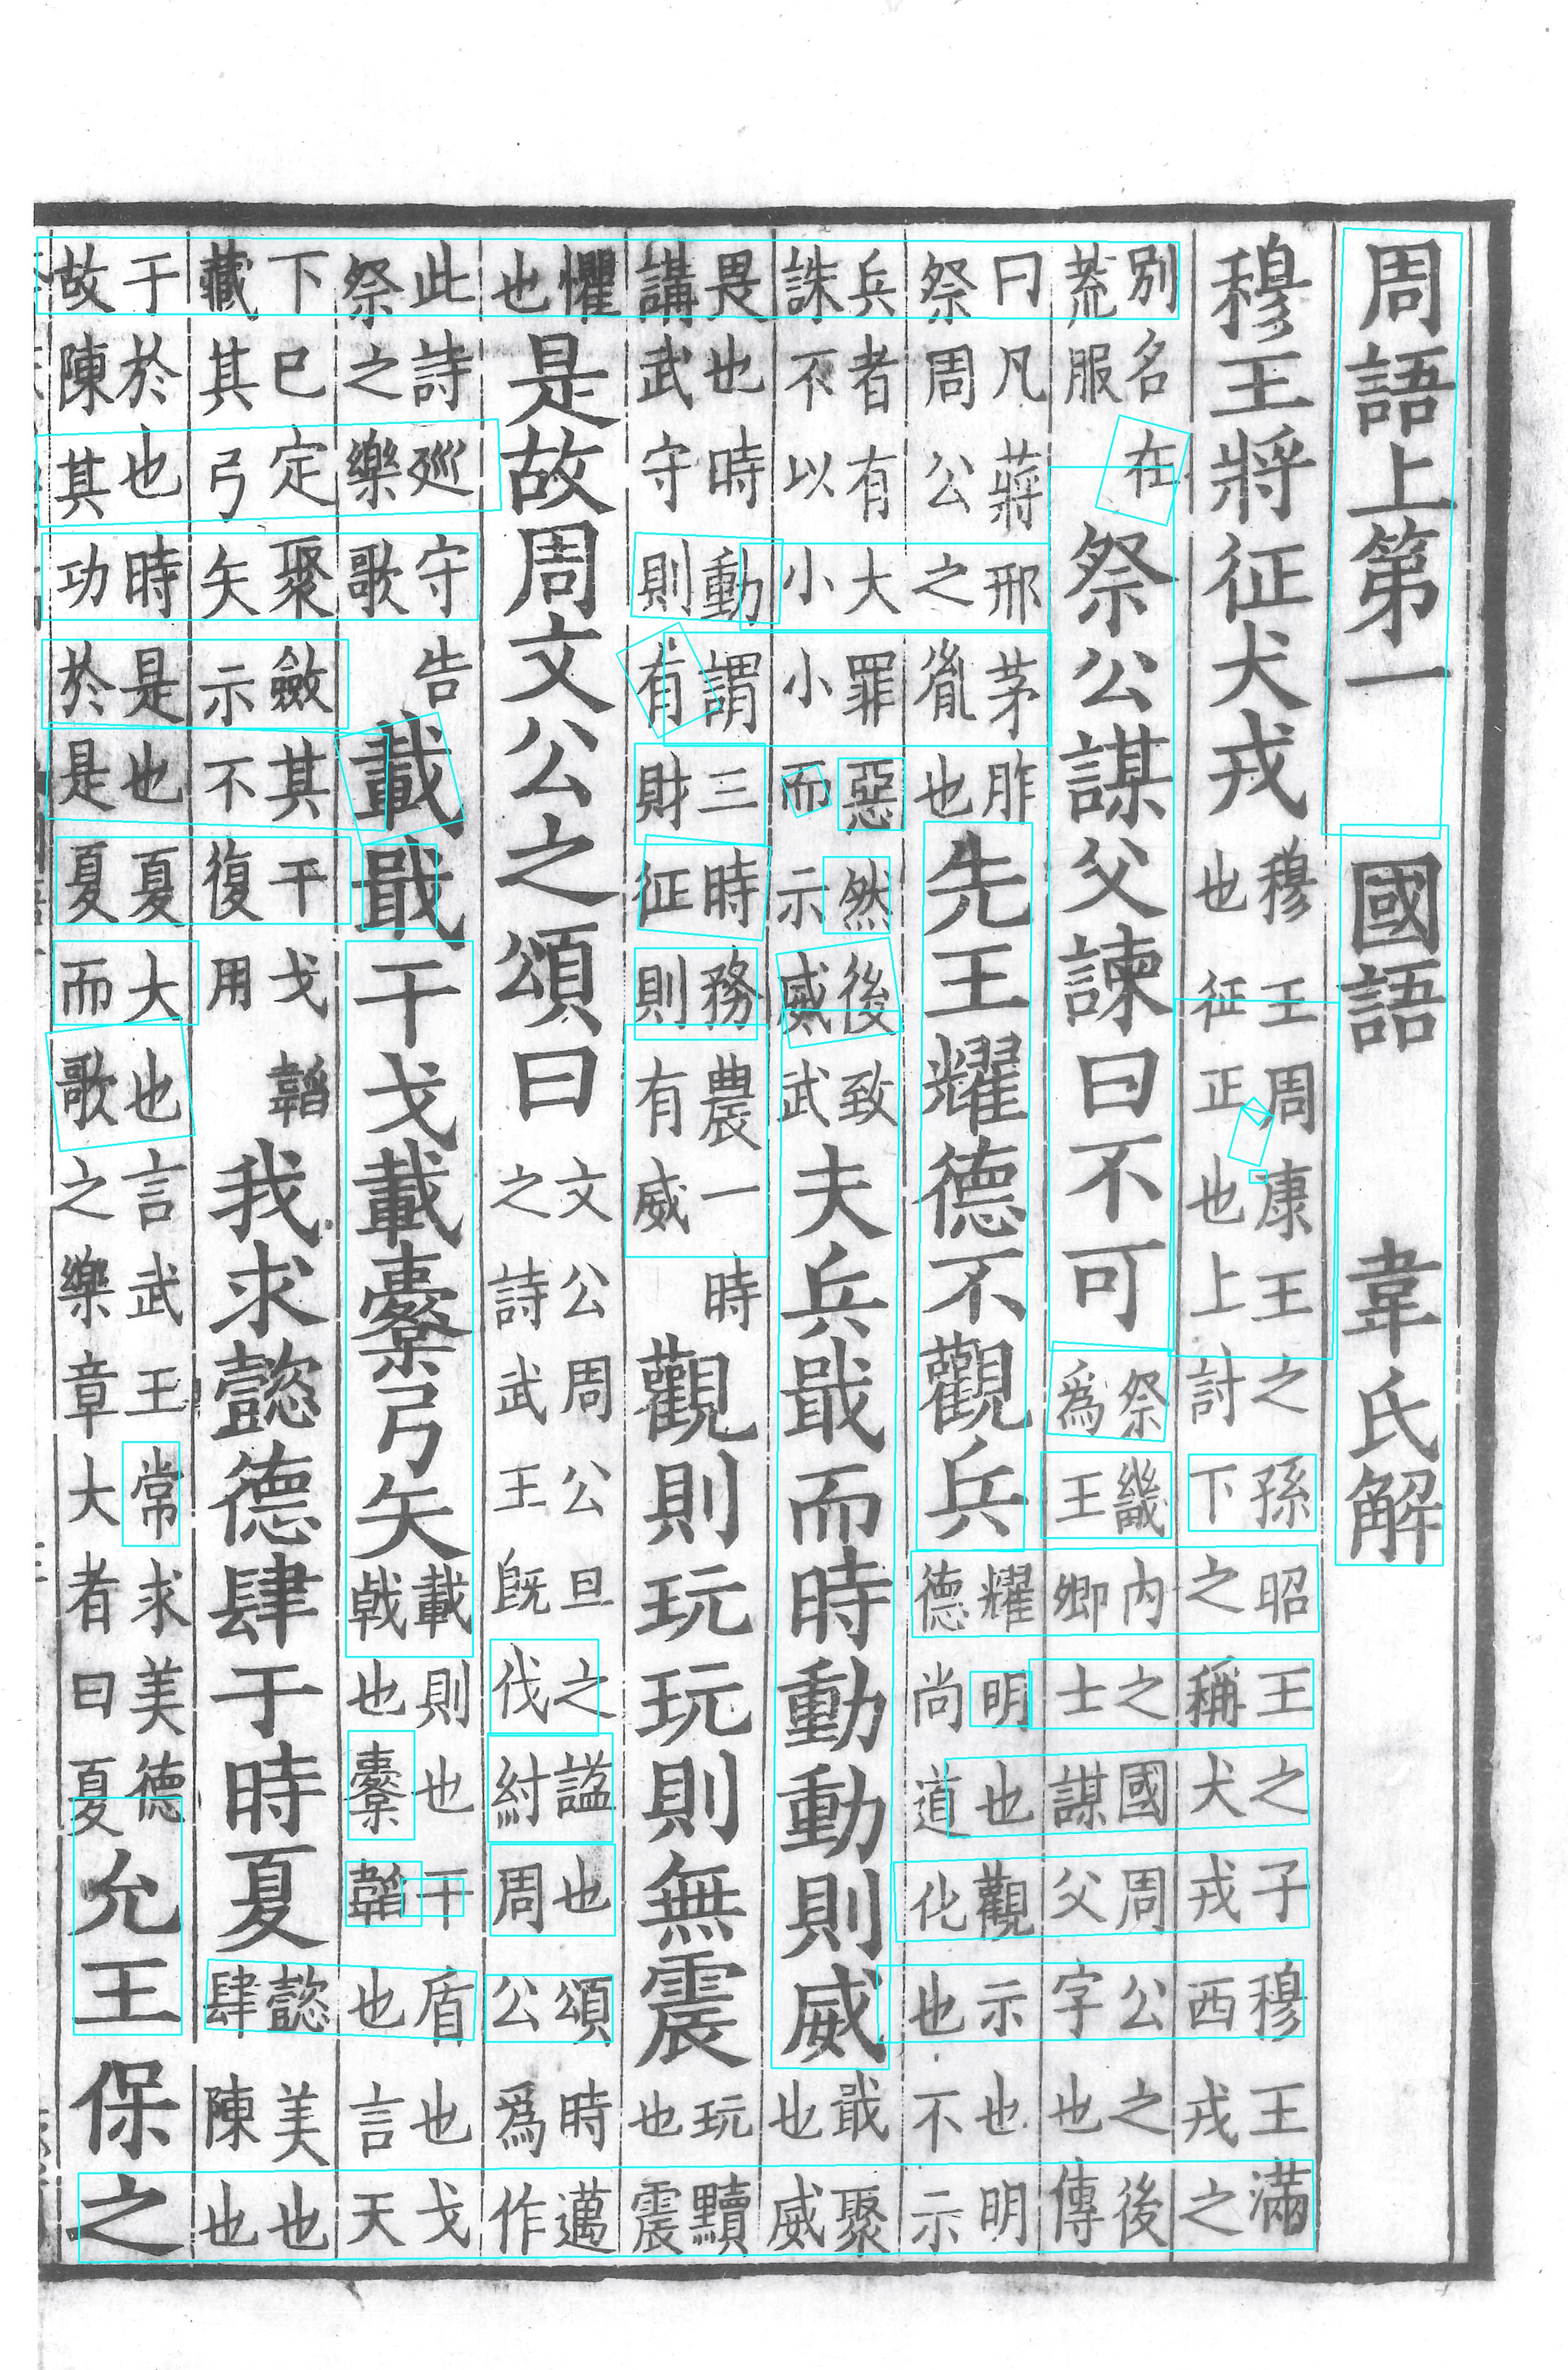 周語上第一 國語 韋氏解
穆王將征犬戎
穆王周康王之孫昭王之子穆王滿
也征正也上討下之稱犬戎西戎之
別名在
荒服
祭公謀父諫曰不可
祭畿內之國周公之後
爲王卿士謀父字也傳
曰凡蔣邢茅胙
祭周公之胤也
先王耀德不觀兵
耀明也觀示也明
德尚道化也不示
兵者有大罪惡然後致
誅不以小小而示威武
夫兵戢而時動動則威
戢聚
也威
畏也時動謂三時務農一時
講武守則有財征則有威
觀則玩玩則無震
玩黷
也震
懼
也
是故周文公之頌曰
文公周公旦之謚也頌時邁
之詩武王既伐紂周公爲作
此詩巡守告
祭之樂歌
載戢干戈載櫜弓矢
載則也干盾也戈
戢也櫜韜也言天
下已定聚斂其干戈韜
藏其弓矢示不復用
我求懿德肆于時夏
懿美也
肆陳也
于於也時是也夏大也言武王常求美德
故陳其功於是夏而歌之樂章大者曰夏
允王保之